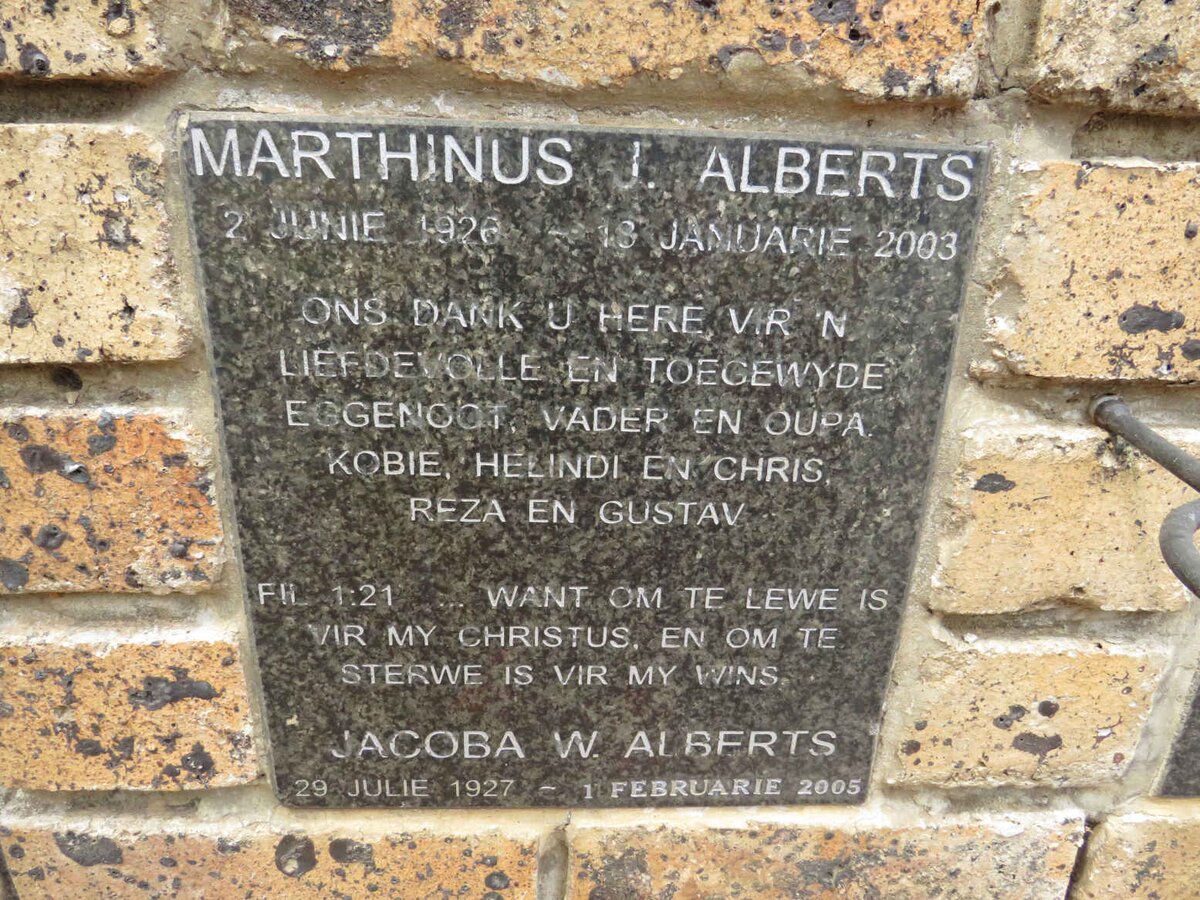 MARTHINUS J. ALBERTS
2 JUNIE 1926 ~ 13 JANUARIE 2003
ONS DANK U HERE VIR 'N
LIEFDEVOLLE EN TOEGEWYDE
EGGENOOT, VADER EN OUPA.
KOBIE, HELINDI EN CHRIS,
REZA EN GUSTAV
FIL 1:21 ... WANT OM TE LEWE IS
VIR MY CHRISTUS, EN OM TE
STERWE IS VIR MY WINS.
JACOBA W. ALBERTS
29 JULIE 1927 ~ 1 FEBRUARIE 2005